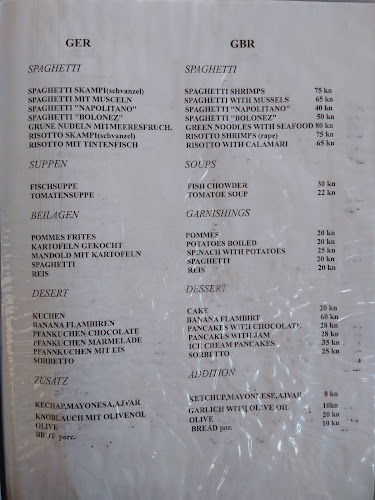 GER GBR
SPAGHETTI SPAGHETTI
SPAGHETTI SKAMPI(schvanzel) SPAGHETTI SHRIMPS 75 kn
SPAGHETTI MIT MUSCELN SPAGHETTI WITH MUSSELS 65 kn
SPAGHETTI "NAPOLITANO" SPAGHETTI "NAPOLITANO" 40 kn
SPAGHETTI "BOLONEZ" SPAGHETTI "BOLONEZ" 50 kn
GRUNE NUDELN MITMEERESFRUCH. GREEN NOODLES WITH SEAFOOD 80 kn
RISOTTO SKAMPI(schvanzel) RISOTTO SHRIMPS (rape) 75 kn
RISOTTO MIT TINTENFISCH RISOTTO WITH CALAMARI 65 kn
SUPPEN SOUPS
FISCHSUPPE FISH CHOWDER 30 kn
TOMATENSUPPE TOMATOE SOUP 22 kn
BEILAGEN GARNISHINGS
POMMES FRITES POMMES 20 kn
KARTOFELN GEKOCHT POTATOES BOILED 20 kn
MANDOLD MIT KARTOFELN SPENACH WITH POTATOES 25 kn
SPAGHETTI SPAGHETTI 20 kn
REIS REIS 20 kn
DESERT DESSERT
KUCHEN CAKE 20 kn
BANANA FLAMBIREN BANANA FLAMBIRT 60 kn
PFANKUCHEN CHOCOLATE PANCAKES WITH CHOCOLATE 28 kn
PFANKUCHEN MARMELADE PANCAKES WITH JAM 28 kn
PFANNKUCHEN MIT EIS ICE CREAM PANCAKES 35 kn
SORBETTO SORBETTO 25 kn
ZUSATZ ADDITION
KECHAP,MAYONESA,AJVAR KETCHUP,MAYONESE,AJVAR 8 kn
KNOBLAUCH MIT OLIVENOL GARLICH WITH OLIVE OIL 10kn
OLIVE OLIVE 20 kn
BROT porc. BREAD por. 10 kn